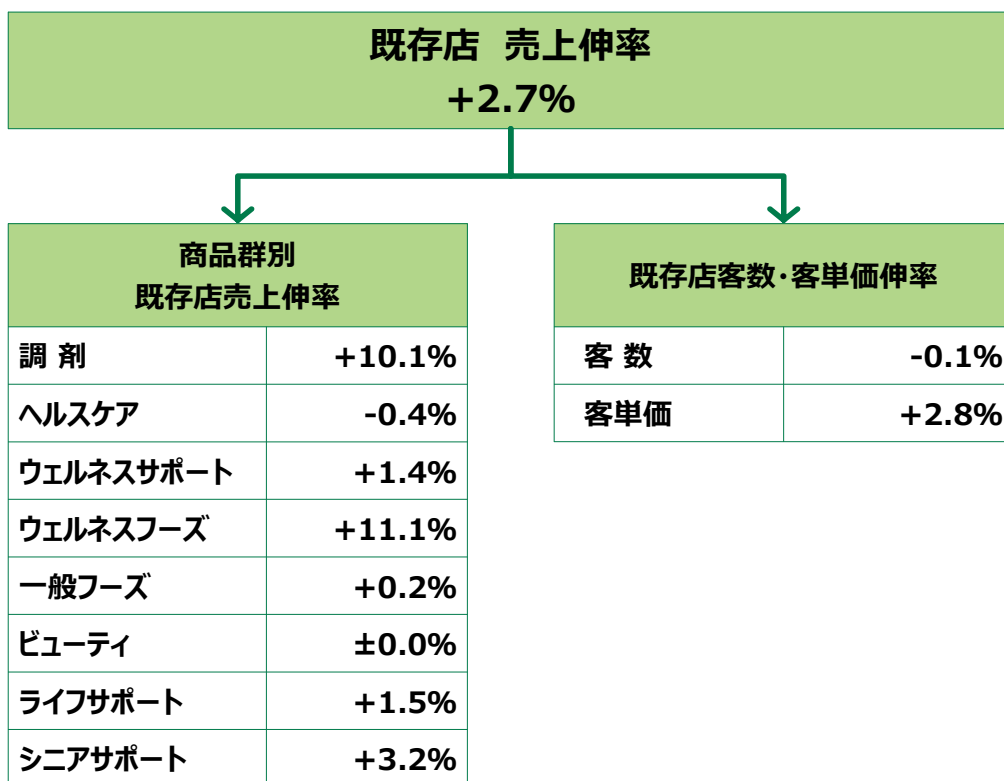 既存店 売上伸率
+2.7%
商品群別
既存店売上伸率
調 剤 +10.1%
ヘルスケア -0.4%
ウェルネスサポート +1.4%
ウェルネスフーズ +11.1%
一般フーズ +0.2%
ビューティ ±0.0%
ライフサポート +1.5%
シニアサポート +3.2%
既存店客数・客単価伸率
客 数 -0.1%
客単価 +2.8%